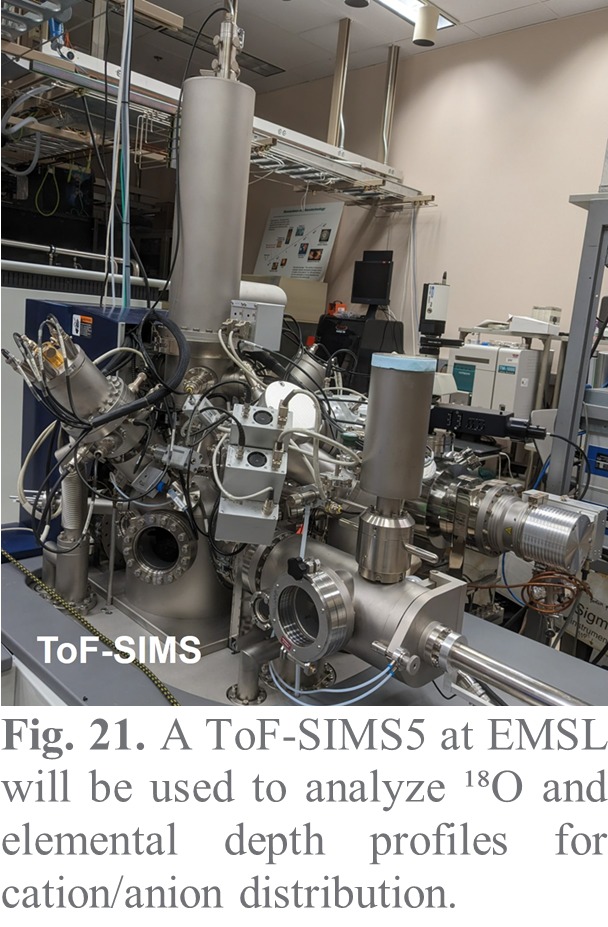 ToF-SIMS
Sigm
Fig. 21. A ToF-SIMS5 at EMSL
will be used to analyze ¹⁸O and
elemental depth profiles for
cation/anion distribution.